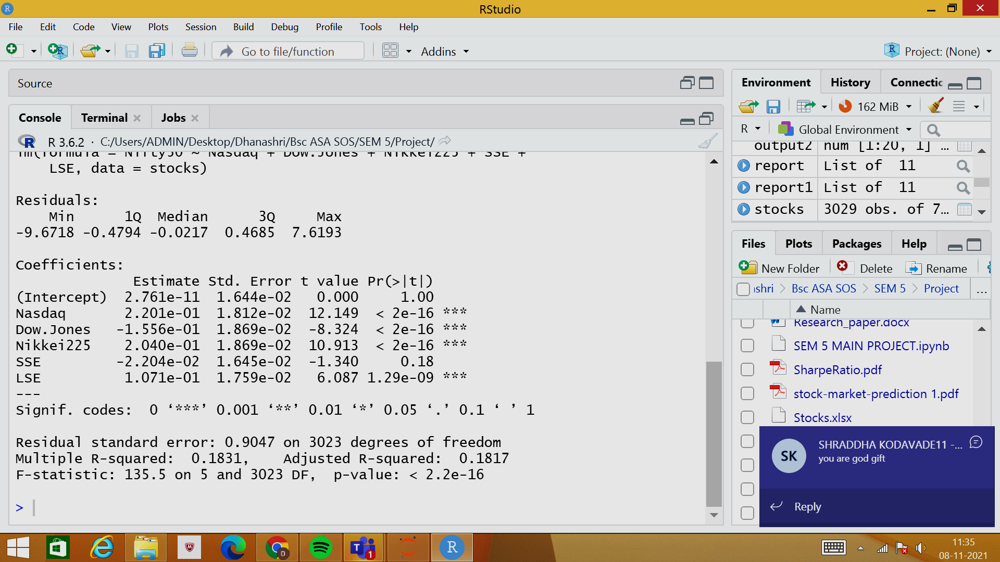 RStudio
File Edit Code View Plots Session Build Debug Profile Tools Help
Go to file/function Addins Project: (None)
Source
Console Terminal Jobs
R 3.6.2 · C:/Users/ADMIN/Desktop/Dhanashri/Bsc ASA SOS/SEM 5/Project/
lm(formula = Nifty50 ~ Nasdaq + Dow.Jones + Nikkei225 + SSE +
    LSE, data = stocks)
Residuals:
    Min      1Q  Median      3Q     Max
-9.6718 -0.4794 -0.0217  0.4685  7.6193
Coefficients:
              Estimate Std. Error t value Pr(>|t|)
(Intercept)  2.761e-11  1.644e-02   0.000     1.00
Nasdaq       2.201e-01  1.812e-02  12.149  < 2e-16 ***
Dow.Jones   -1.556e-01  1.869e-02  -8.324  < 2e-16 ***
Nikkei225    2.040e-01  1.869e-02  10.913  < 2e-16 ***
SSE         -2.204e-02  1.645e-02  -1.340     0.18
LSE          1.071e-01  1.759e-02   6.087 1.29e-09 ***
---
Signif. codes:  0 ‘***’ 0.001 ‘**’ 0.01 ‘*’ 0.05 ‘.’ 0.1 ‘ ’ 1
Residual standard error: 0.9047 on 3023 degrees of freedom
Multiple R-squared:  0.1831,    Adjusted R-squared:  0.1817
F-statistic: 135.5 on 5 and 3023 DF,  p-value: < 2.2e-16
>
Environment History Connectio
162 MiB
R Global Environment
output2 num [1:20, 1] ...
report List of 11
report1 List of 11
stocks 3029 obs. of 7...
Files Plots Packages Help
New Folder Delete Rename
ashri > Bsc ASA SOS > SEM 5 > Project ...
Name
Research_paper.docx
SEM 5 MAIN PROJECT.ipynb
SharpeRatio.pdf
stock-market-prediction 1.pdf
Stocks.xlsx
SK
SHRADDHA KODAVADE11 -...
you are god gift
Reply
11:35
08-11-2021